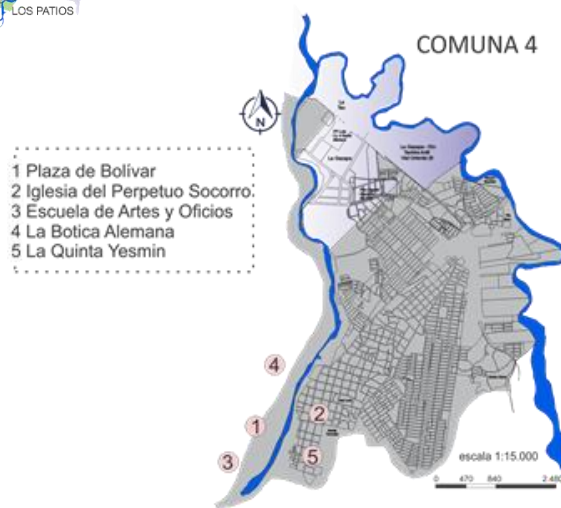 LOS PATIOS
COMUNA 4
N
1 Plaza de Bolívar
2 Iglesia del Perpetuo Socorro
3 Escuela de Artes y Oficios
4 La Botica Alemana
5 La Quinta Yesmin
4
1
2
3
5
escala 1:15.000
0 470 840 2.480